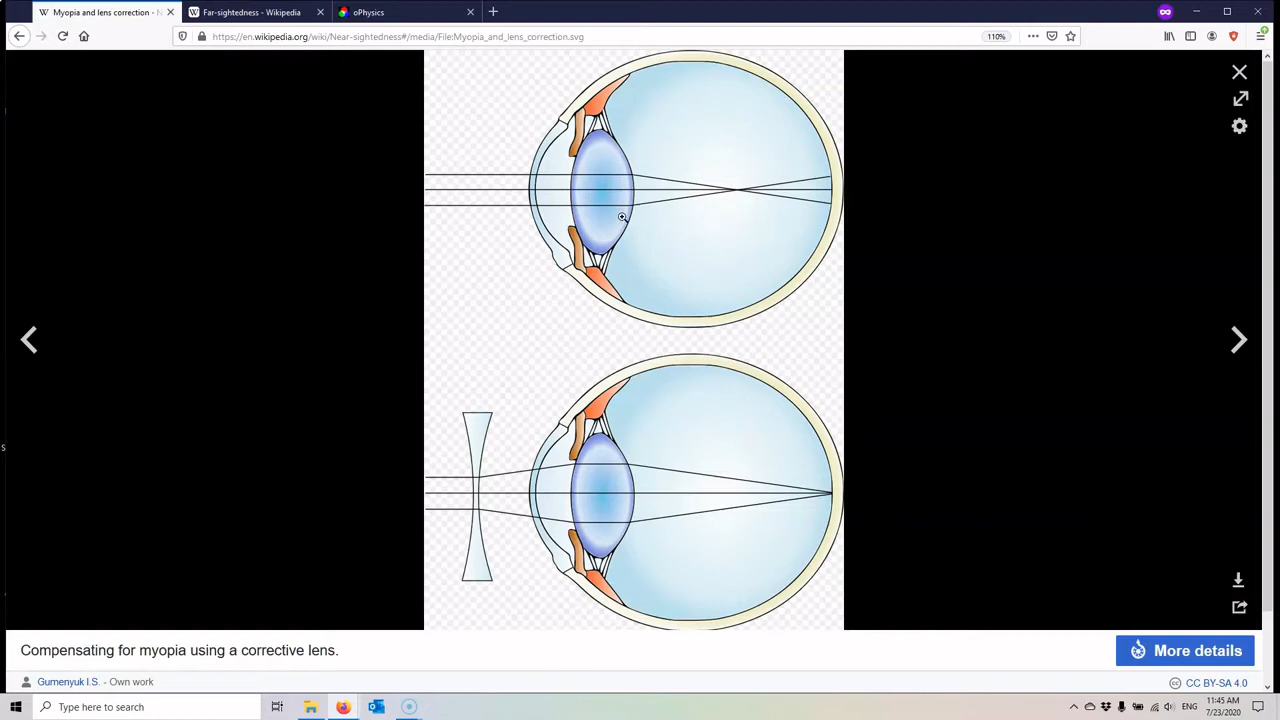 Myopia and lens correction - N
Far-sightedness - Wikipedia
oPhysics
https://en.wikipedia.org/wiki/Near-sightedness#/media/File:Myopia_and_lens_correction.svg
110%
s
Compensating for myopia using a corrective lens.
More details
Gumenyuk I.S. - Own work
CC BY-SA 4.0
Type here to search
ENG
11:45 AM
7/23/2020